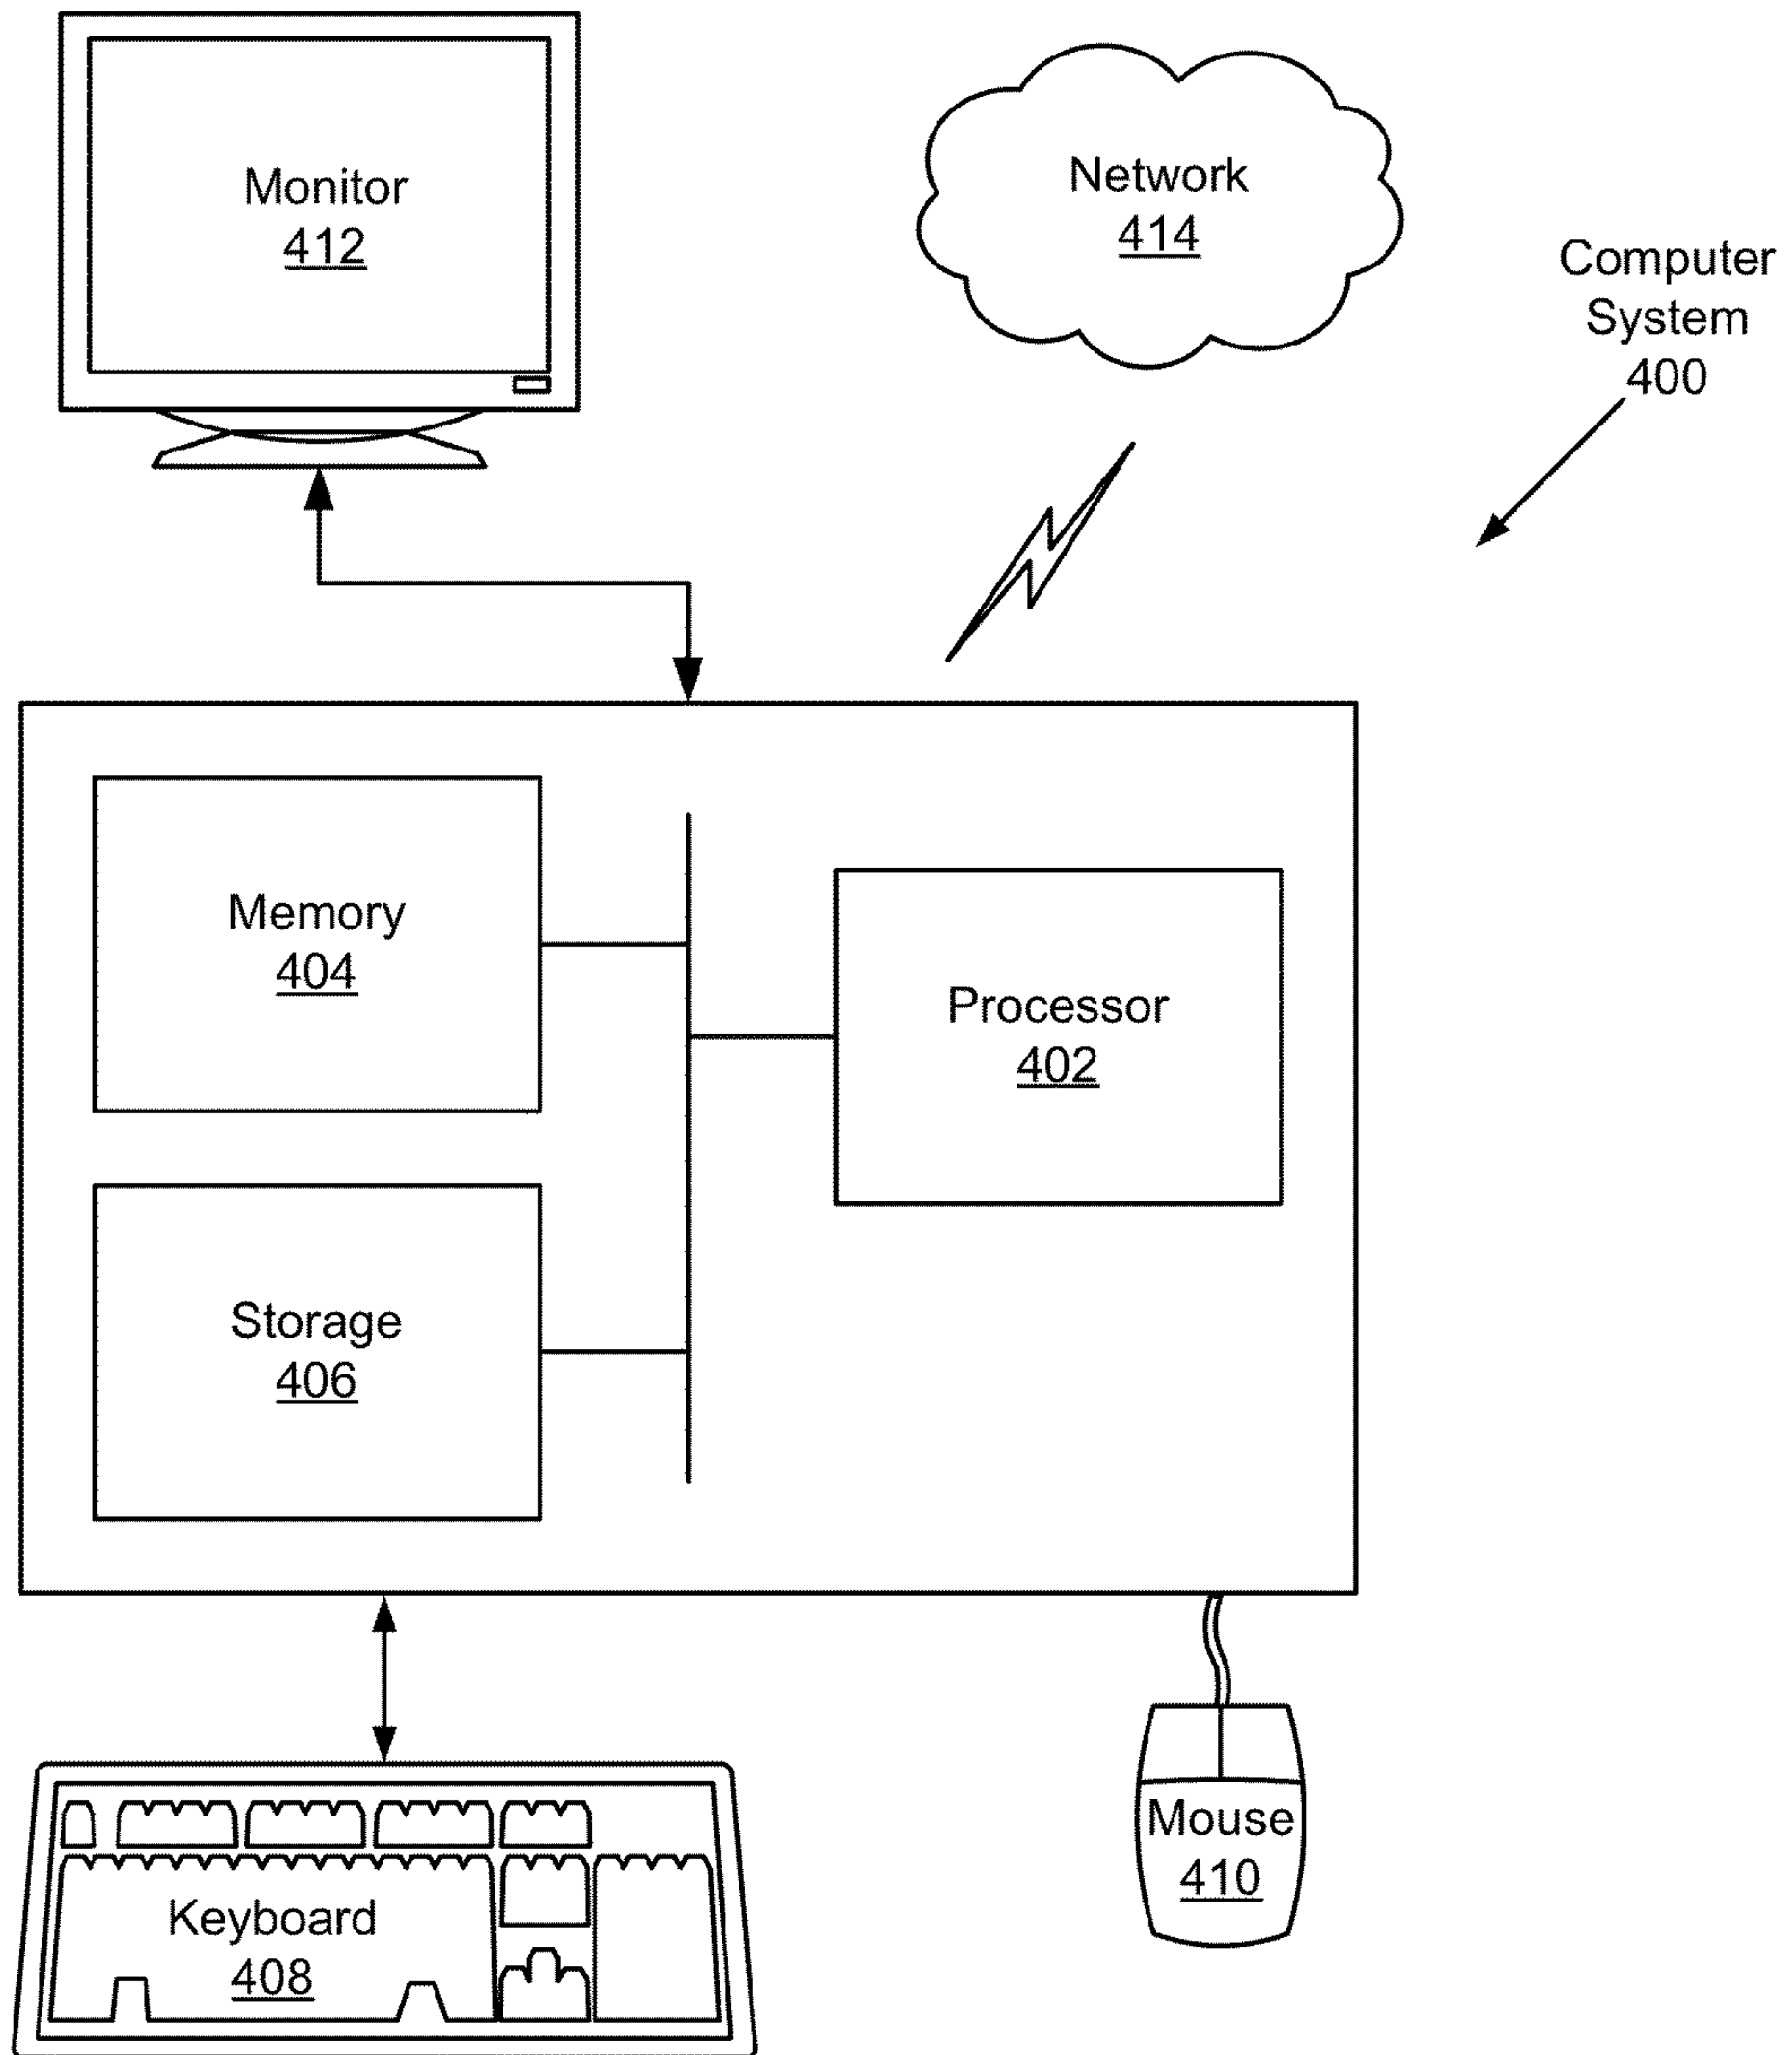 Monitor
412
Network
414
Computer
System
400
Memory
404
Processor
402
Storage
406
Mouse
410
Keyboard
408